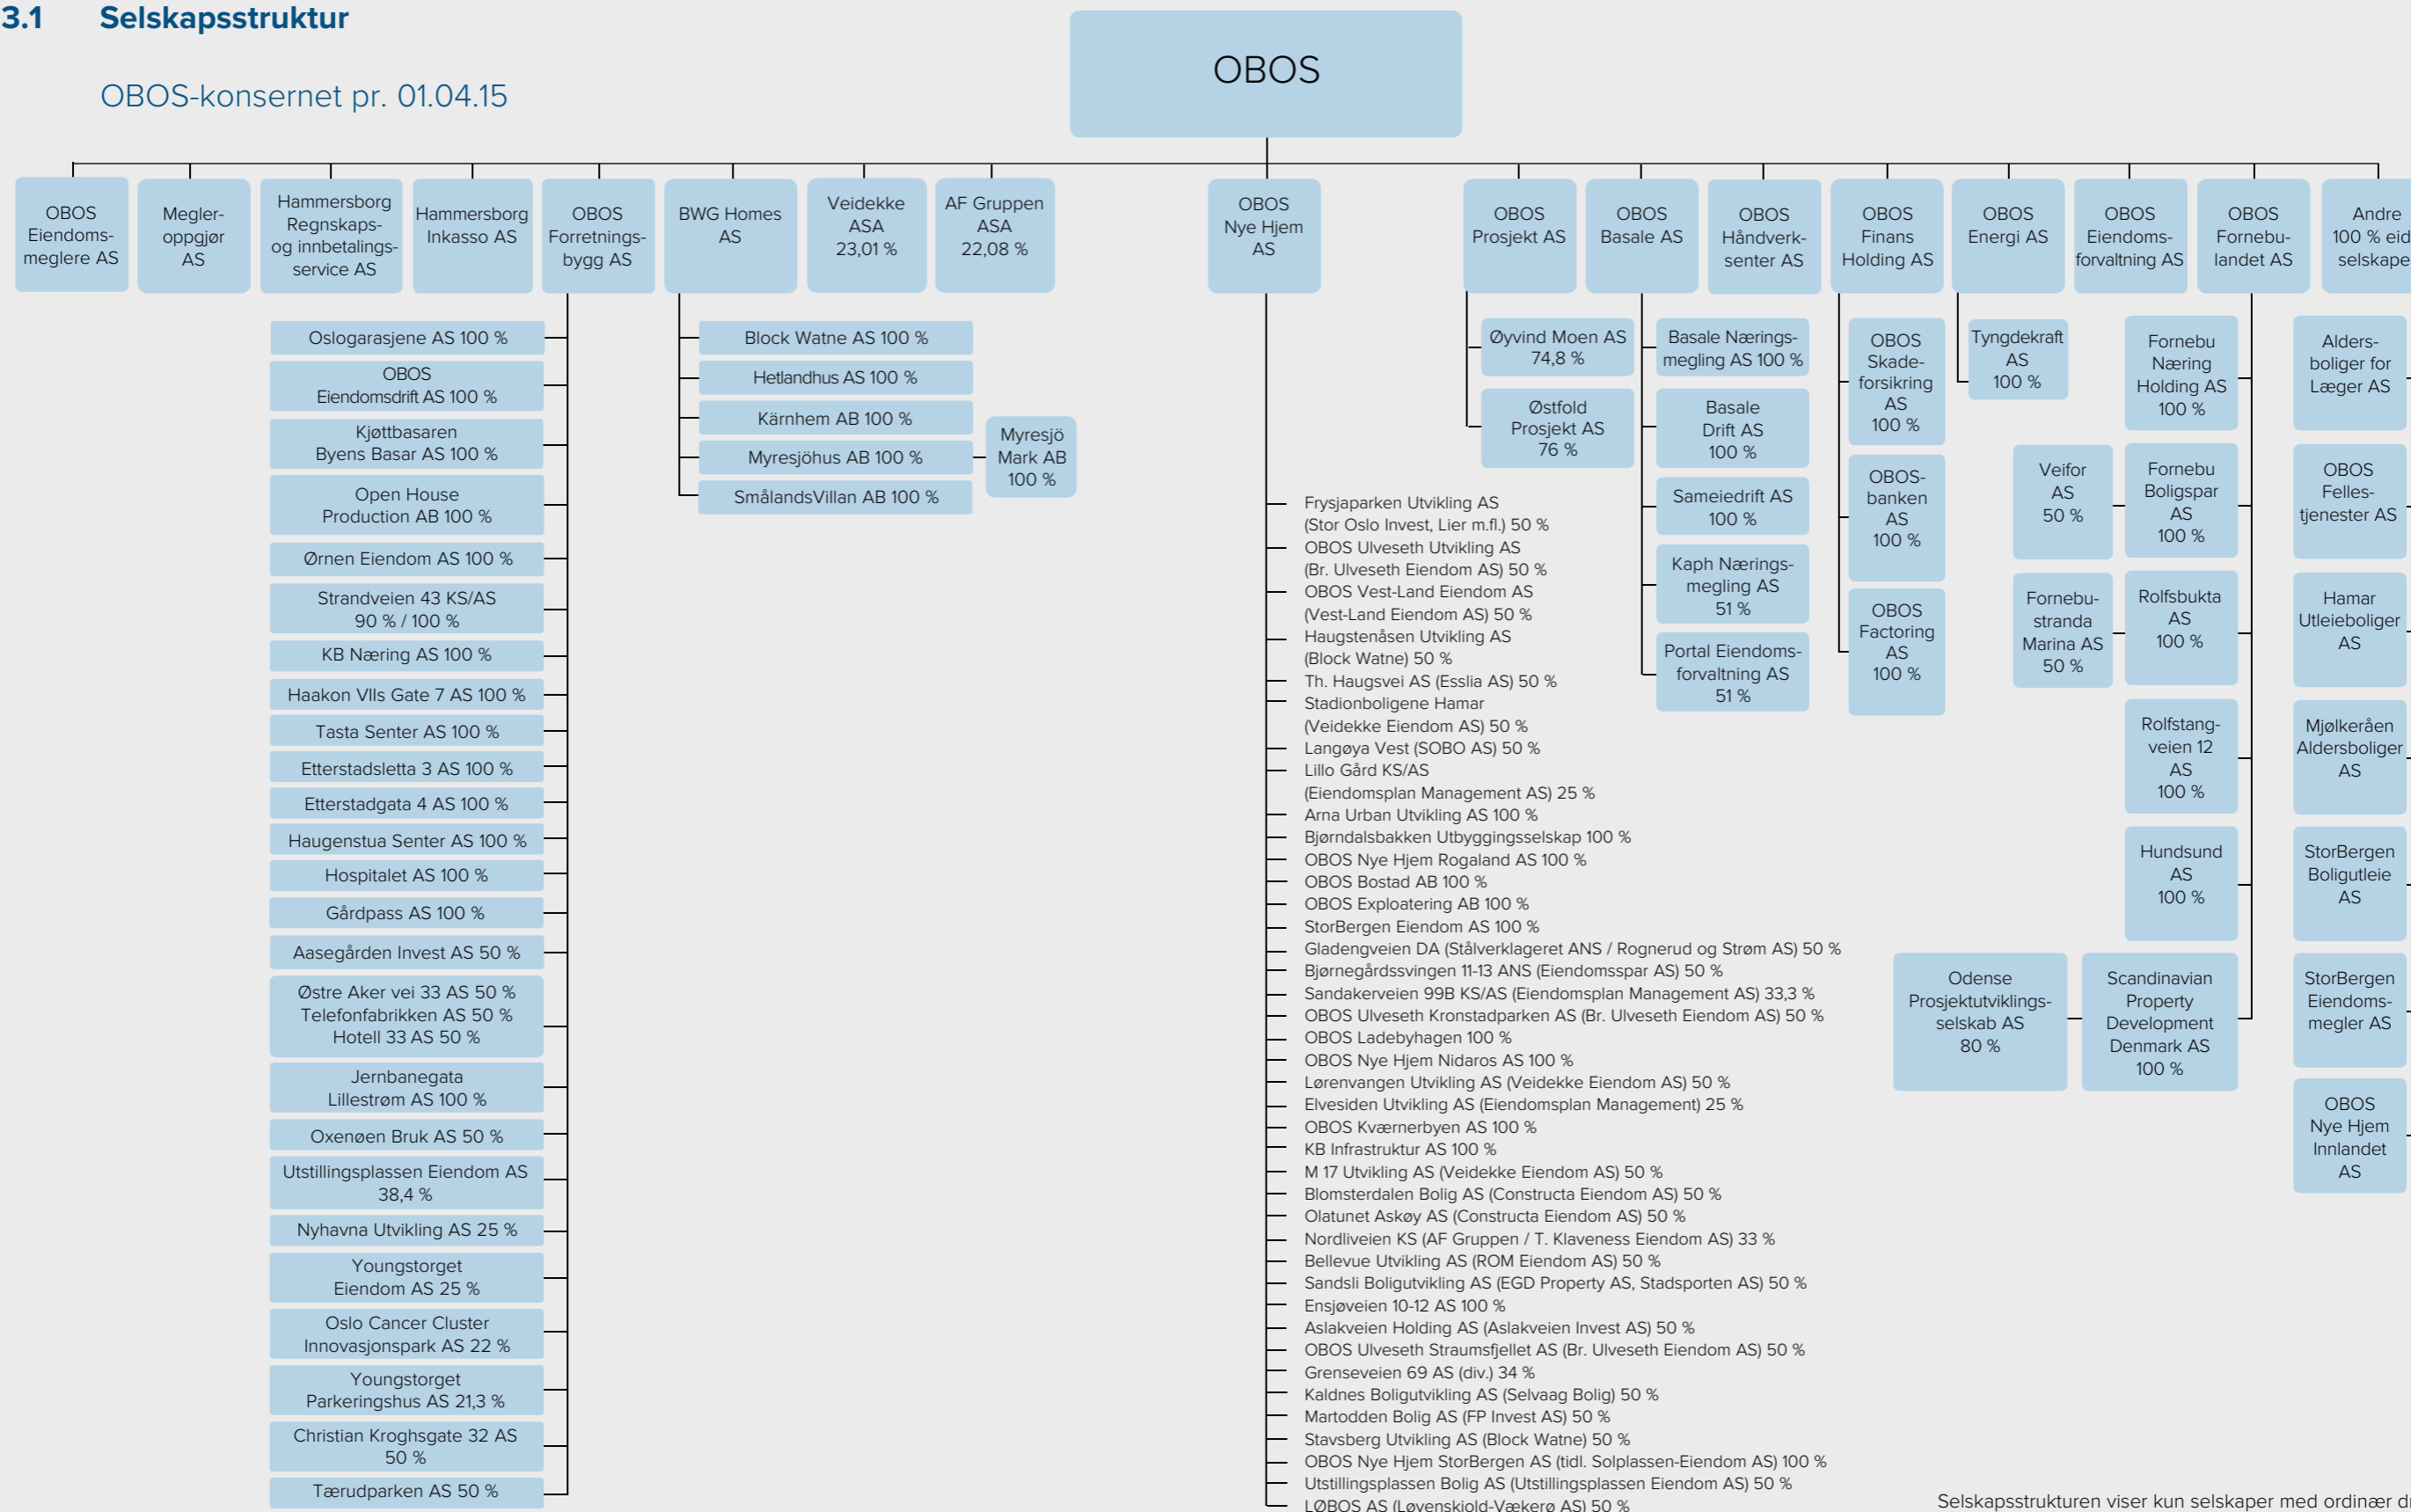 3.1 Selskapsstruktur
OBOS-konsernet pr. 01.04.15
OBOS
OBOS
Eiendoms-
meglere AS
Megler-
oppgjør
AS
Hammersborg
Regnskaps-
og innbetalings-
service AS
Hammersborg
Inkasso AS
OBOS
Forretnings-
bygg AS
BWG Homes
AS
Veidekke
ASA
23,01 %
AF Gruppen
ASA
22,08 %
OBOS
Nye Hjem
AS
OBOS
Prosjekt AS
OBOS
Basale AS
OBOS
Håndverk-
senter AS
OBOS
Finans
Holding AS
OBOS
Energi AS
OBOS
Eiendoms-
forvaltning AS
OBOS
Fornebu-
landet AS
Andre
100 % eid
selskape
Oslogarasjene AS 100 %
OBOS
Eiendomsdrift AS 100 %
Kjøttbasaren
Byens Basar AS 100 %
Open House
Production AB 100 %
Ørnen Eiendom AS 100 %
Strandveien 43 KS/AS
90 % / 100 %
KB Næring AS 100 %
Haakon VIIs Gate 7 AS 100 %
Tasta Senter AS 100 %
Etterstadsletta 3 AS 100 %
Etterstadgata 4 AS 100 %
Haugenstua Senter AS 100 %
Hospitalet AS 100 %
Gårdpass AS 100 %
Aasegården Invest AS 50 %
Østre Aker vei 33 AS 50 %
Telefonfabrikken AS 50 %
Hotell 33 AS 50 %
Jernbanegata
Lillestrøm AS 100 %
Oxenøen Bruk AS 50 %
Utstillingsplassen Eiendom AS
38,4 %
Nyhavna Utvikling AS 25 %
Youngstorget
Eiendom AS 25 %
Oslo Cancer Cluster
Innovasjonspark AS 22 %
Youngstorget
Parkeringshus AS 21,3 %
Christian Kroghsgate 32 AS
50 %
Tærudparken AS 50 %
Block Watne AS 100 %
Hetlandhus AS 100 %
Kärnhem AB 100 %
Myresjöhus AB 100 %
SmålandsVillan AB 100 %
Myresjö
Mark AB
100 %
Frysjaparken Utvikling AS
(Stor Oslo Invest, Lier m.fl.) 50 %
OBOS Ulveseth Utvikling AS
(Br. Ulveseth Eiendom AS) 50 %
OBOS Vest-Land Eiendom AS
(Vest-Land Eiendom AS) 50 %
Haugstenåsen Utvikling AS
(Block Watne) 50 %
Th. Haugsvei AS (Esslia AS) 50 %
Stadionboligene Hamar
(Veidekke Eiendom AS) 50 %
Langøya Vest (SOBO AS) 50 %
Lillo Gård KS/AS
(Eiendomsplan Management AS) 25 %
Arna Urban Utvikling AS 100 %
Bjørndalsbakken Utbyggingsselskap 100 %
OBOS Nye Hjem Rogaland AS 100 %
OBOS Bostad AB 100 %
OBOS Exploatering AB 100 %
StorBergen Eiendom AS 100 %
Gladengveien DA (Stålverklageret ANS / Rognerud og Strøm AS) 50 %
Bjørnegårdssvingen 11-13 ANS (Eiendomsspar AS) 50 %
Sandakerveien 99B KS/AS (Eiendomsplan Management AS) 33,3 %
OBOS Ulveseth Kronstadparken AS (Br. Ulveseth Eiendom AS) 50 %
OBOS Ladebyhagen 100 %
OBOS Nye Hjem Nidaros AS 100 %
Lørenvangen Utvikling AS (Veidekke Eiendom AS) 50 %
Elvesiden Utvikling AS (Eiendomsplan Management) 25 %
OBOS Kværnerbyen AS 100 %
KB Infrastruktur AS 100 %
M 17 Utvikling AS (Veidekke Eiendom AS) 50 %
Blomsterdalen Bolig AS (Constructa Eiendom AS) 50 %
Olatunet Askøy AS (Constructa Eiendom AS) 50 %
Nordliveien KS (AF Gruppen / T. Klaveness Eiendom AS) 33 %
Bellevue Utvikling AS (ROM Eiendom AS) 50 %
Sandsli Boligutvikling AS (EGD Property AS, Stadsporten AS) 50 %
Ensjøveien 10-12 AS 100 %
Aslakveien Holding AS (Aslakveien Invest AS) 50 %
OBOS Ulveseth Straumsfjellet AS (Br. Ulveseth Eiendom AS) 50 %
Grenseveien 69 AS (div.) 34 %
Kaldnes Boligutvikling AS (Selvaag Bolig) 50 %
Martodden Bolig AS (FP Invest AS) 50 %
Stavsberg Utvikling AS (Block Watne) 50 %
OBOS Nye Hjem StorBergen AS (tidl. Solplassen-Eiendom AS) 100 %
Utstillingsplassen Bolig AS (Utstillingsplassen Eiendom AS) 50 %
LØBOS AS (Løvenskiold-Vækerø AS) 50 %
Øyvind Moen AS
74,8 %
Østfold
Prosjekt AS
76 %
Basale Nærings-
megling AS 100 %
Basale
Drift AS
100 %
Sameiedrift AS
100 %
Kaph Nærings-
megling AS
51 %
Portal Eiendoms-
forvaltning AS
51 %
OBOS
Skade-
forsikring
AS
100 %
OBOS-
banken
AS
100 %
OBOS
Factoring
AS
100 %
Tyngdekraft
AS
100 %
Fornebu
Næring
Holding AS
100 %
Veifor
AS
50 %
Fornebu
Boligspar
AS
100 %
Fornebu-
stranda
Marina AS
50 %
Rolfsbukta
AS
100 %
Rolfstang-
veien 12
AS
100 %
Hundsund
AS
100 %
Odense
Prosjektutviklings-
selskab AS
80 %
Scandinavian
Property
Development
Denmark AS
100 %
Alders-
boliger for
Læger AS
OBOS
Felles-
tjenester AS
Hamar
Utleieboliger
AS
Mjølkeråen
Aldersboliger
AS
StorBergen
Boligutleie
AS
StorBergen
Eiendoms-
megler AS
OBOS
Nye Hjem
Innlandet
AS
Selskapsstrukturen viser kun selskaper med ordinær dr